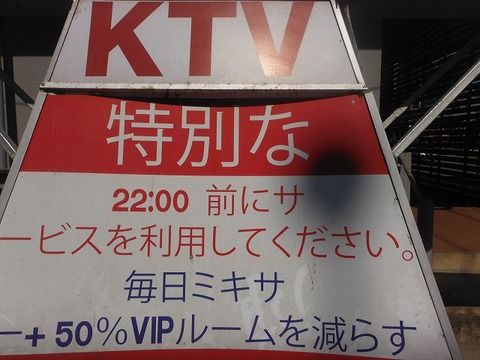 KTV
特別な
22:00 前にサ
ービスを利用してください。
毎日ミキサ
ー+ 50%VIPルームを減らす